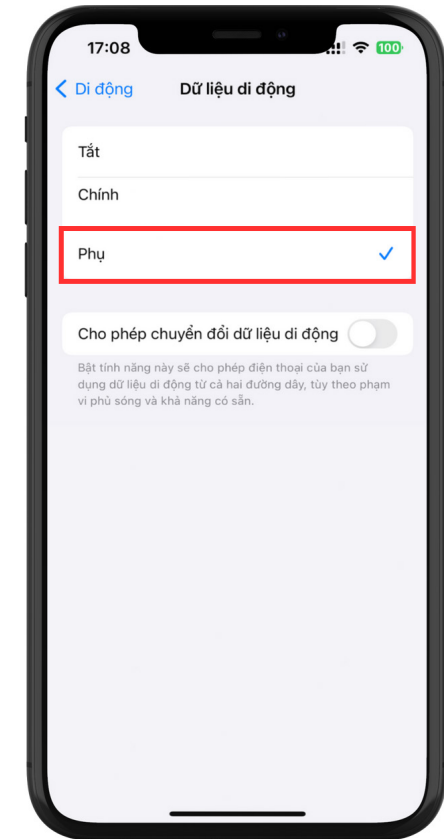 17:08
100
Di động
Dữ liệu di động
Tắt
Chính
Phụ
Cho phép chuyển đổi dữ liệu di động
Bật tính năng này sẽ cho phép điện thoại của bạn sử
dụng dữ liệu di động từ cả hai đường dây, tùy theo phạm
vi phủ sóng và khả năng có sẵn.